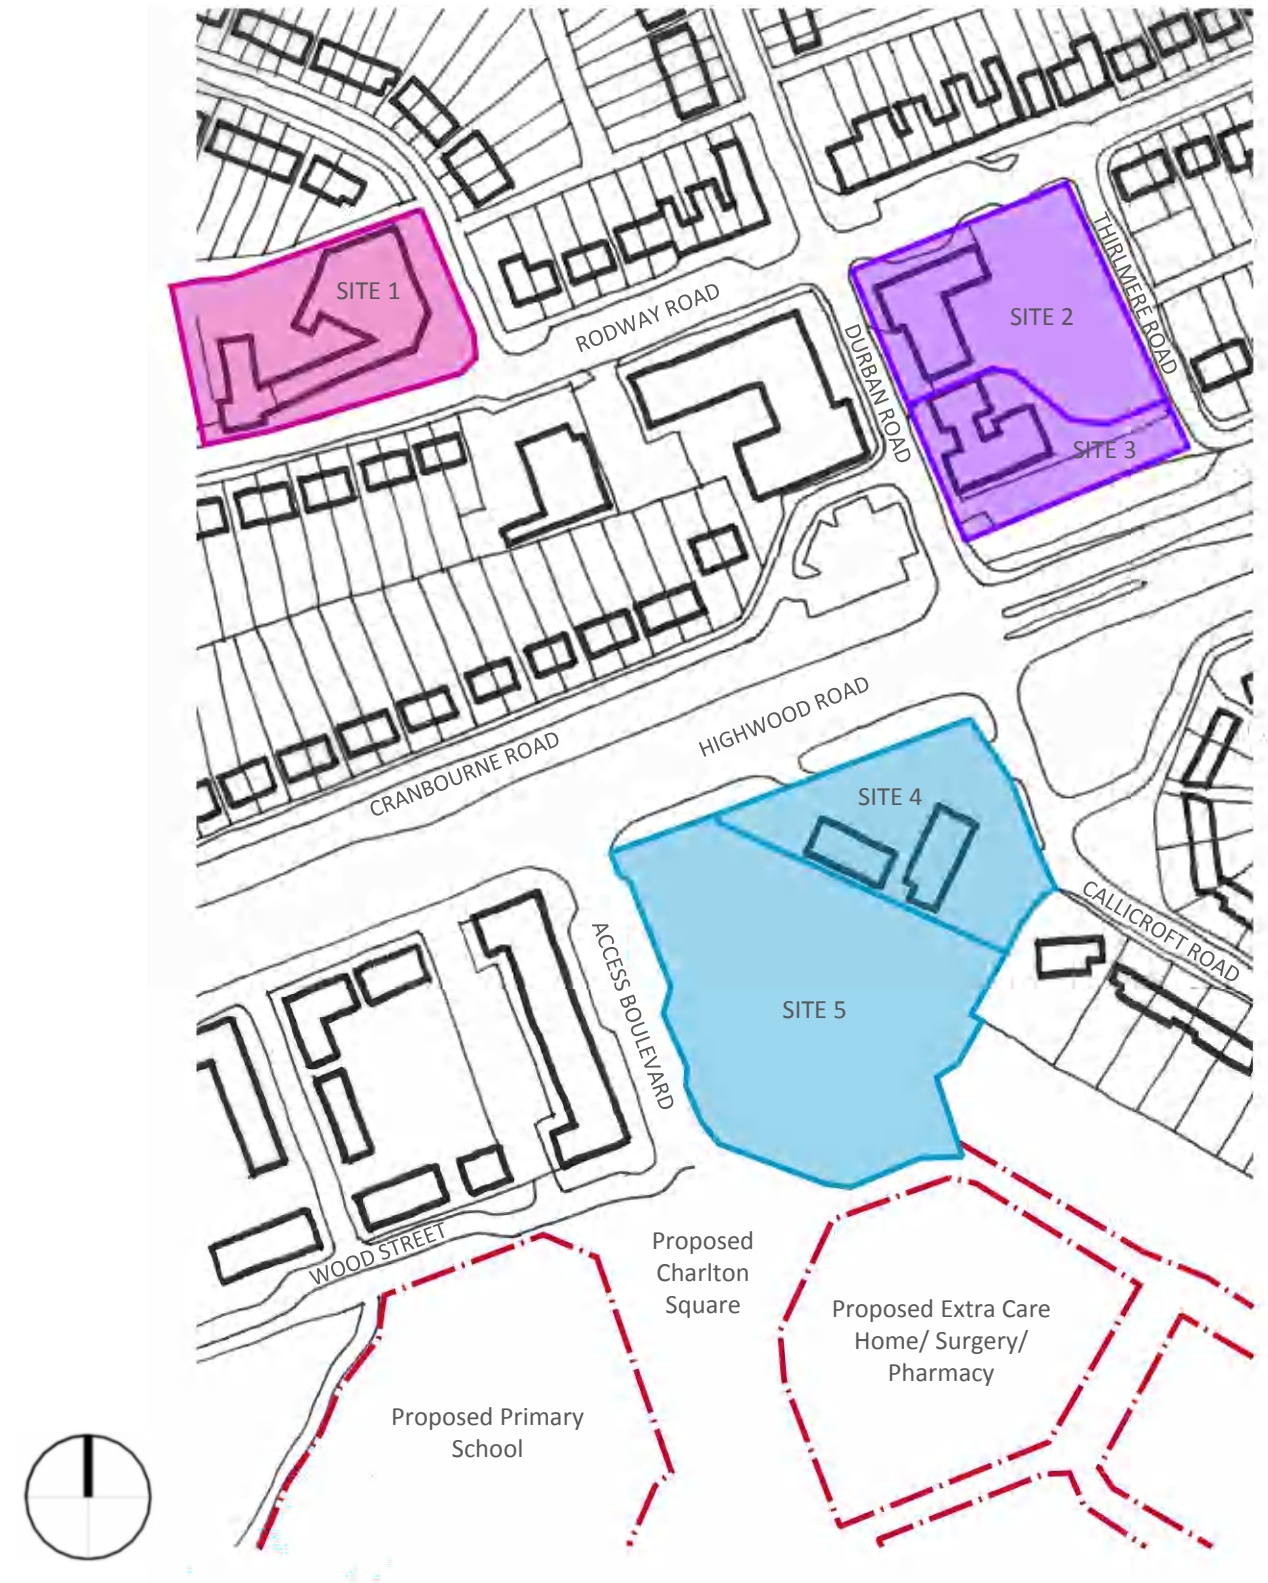 SITE 1
RODWAY ROAD
THIRLMERE ROAD
SITE 2
DURBAN ROAD
SITE 3
HIGHWOOD ROAD
CRANBOURNE ROAD
SITE 4
CALLICROFT ROAD
ACCESS BOULEVARD
SITE 5
WOOD STREET
Proposed
Charlton
Square
Proposed Extra Care
Home/ Surgery/
Pharmacy
Proposed Primary
School